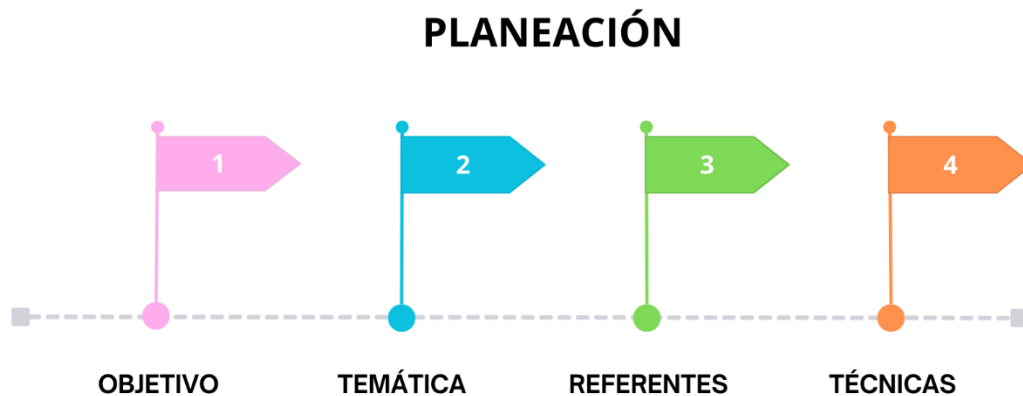 PLANEACIÓN
1 2 3 4
OBJETIVO TEMÁTICA REFERENTES TÉCNICAS